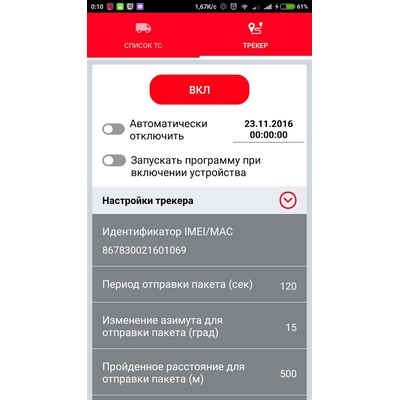 0:10 1,67K/c 61%
СПИСОК ТС ТРЕКЕР
ВКЛ
Автоматически
отключить
23.11.2016
00:00:00
Запускать программу при
включении устройства
Настройки трекера
Идентификатор IMEI/MAC
867830021601069
Период отправки пакета (сек) 120
Изменение азимута для
отправки пакета (град) 15
Пройденное расстояние для
отправки пакета (м) 500